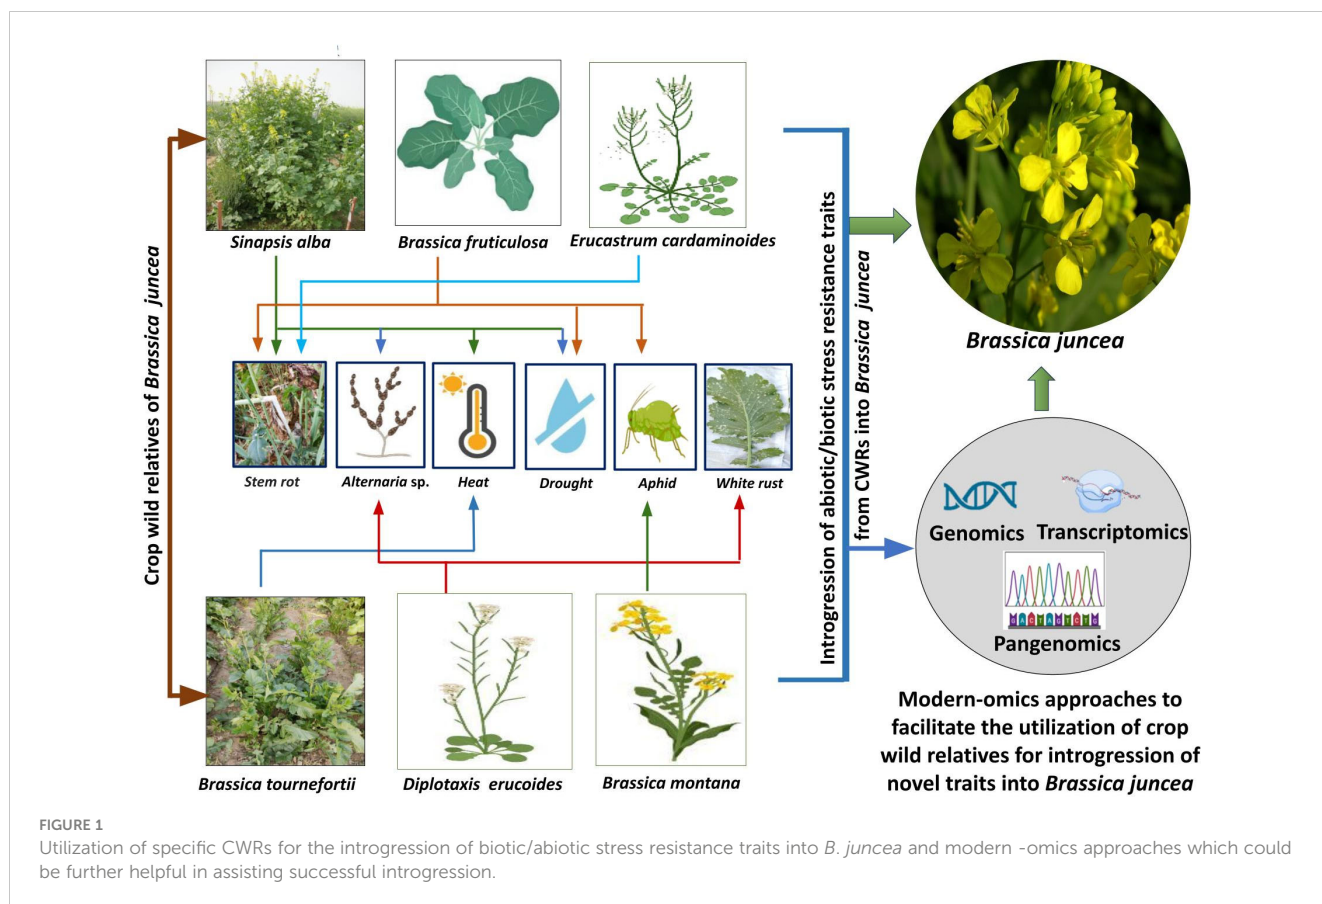 Crop wild relatives of Brassica juncea
Sinapsis alba
Brassica fruticulosa
Erucastrum cardaminoides
Stem rot
Alternaria sp.
Heat
Drought
Aphid
White rust
Brassica tournefortii
Diplotaxis erucoides
Brassica montana
Introgression of abiotic/biotic stress resistance traits
from CWRs into Brassica juncea
Brassica juncea
Genomics
Transcriptomics
G A C T A G T C T G
Pangenomics
Modern-omics approaches to
facilitate the utilization of crop
wild relatives for introgression of
novel traits into Brassica juncea
FIGURE 1
Utilization of specific CWRs for the introgression of biotic/abiotic stress resistance traits into B. juncea and modern -omics approaches which could
be further helpful in assisting successful introgression.